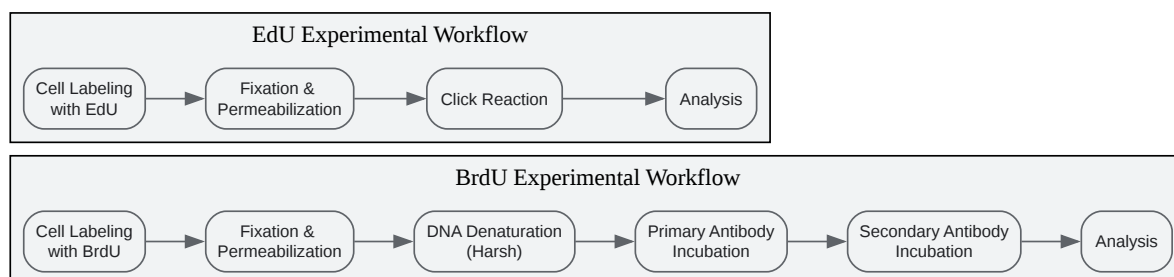 EdU Experimental Workflow
Cell Labeling
with EdU
Fixation &
Permeabilization
Click Reaction
Analysis
BrdU Experimental Workflow
Cell Labeling
with BrdU
Fixation &
Permeabilization
DNA Denaturation
(Harsh)
Primary Antibody
Incubation
Secondary Antibody
Incubation
Analysis